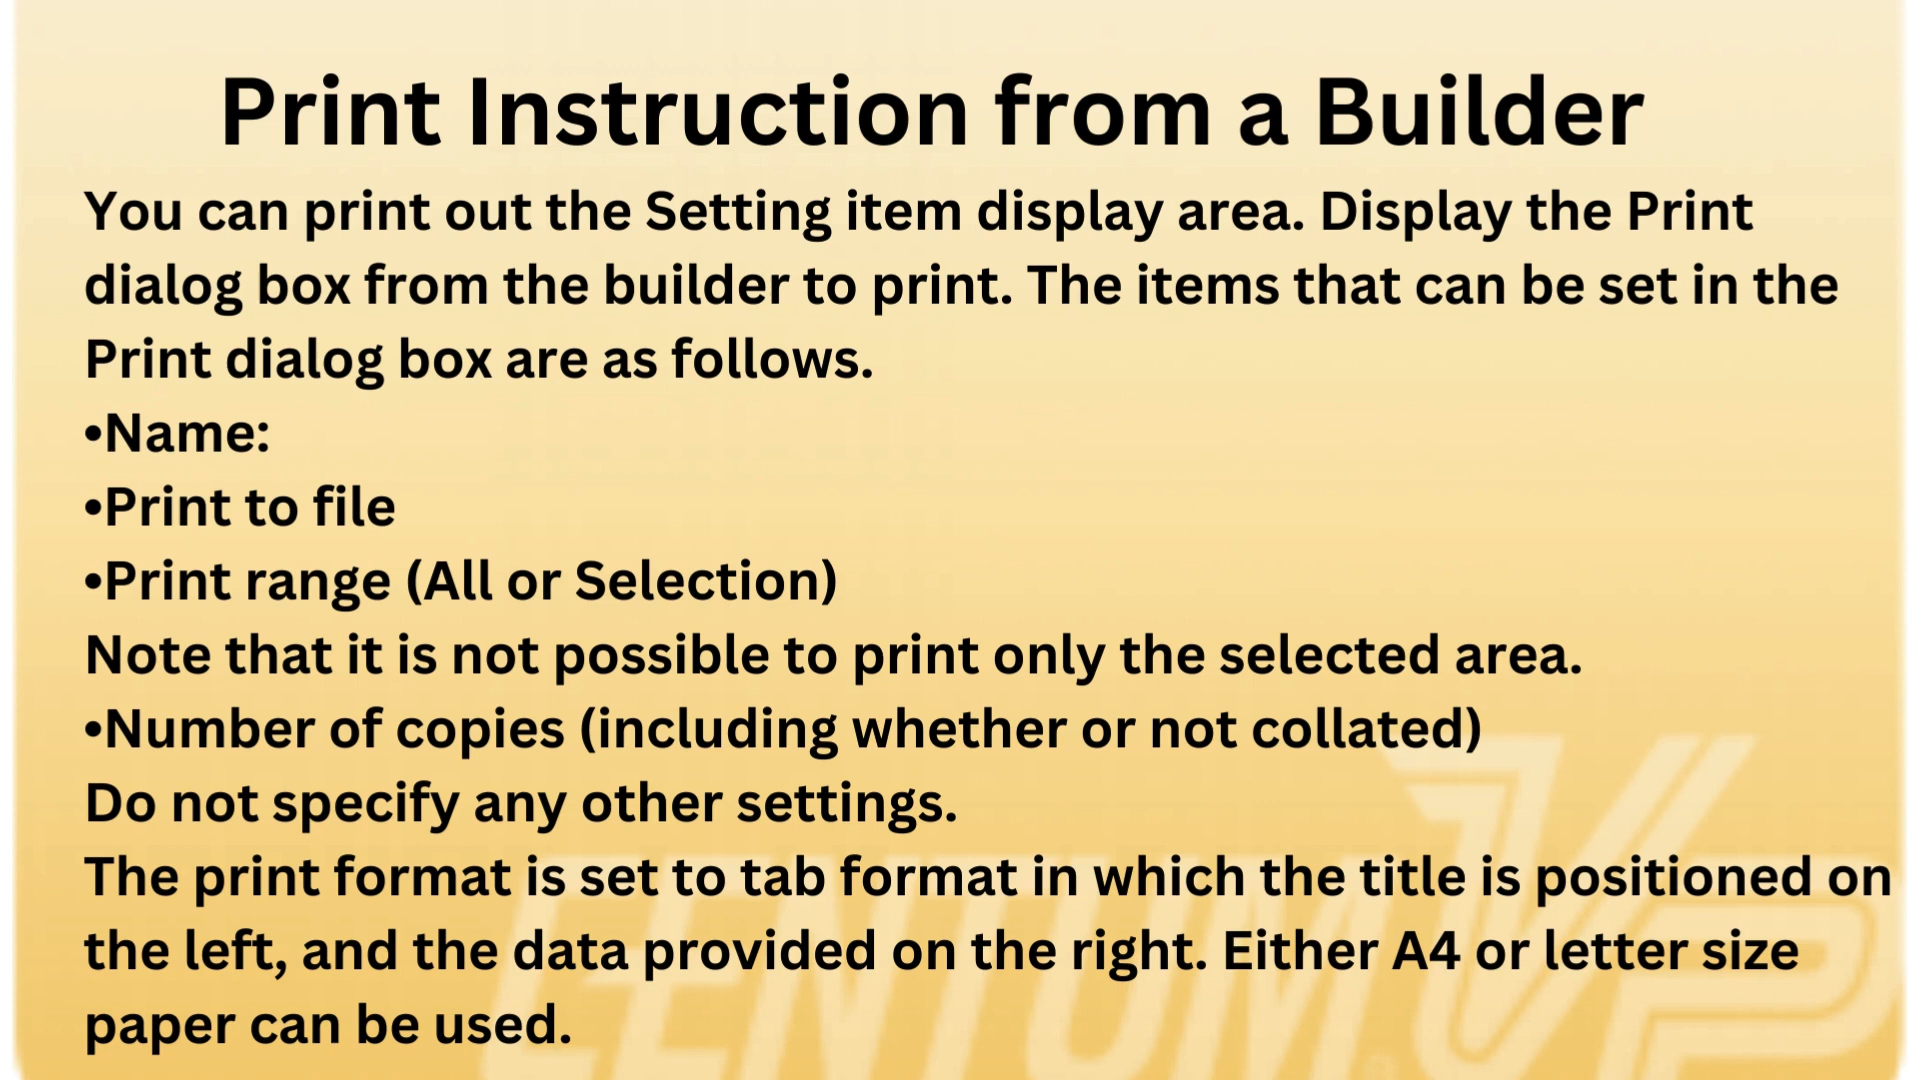 Print Instruction from a Builder
You can print out the Setting item display area. Display the Print
dialog box from the builder to print. The items that can be set in the
Print dialog box are as follows.
•Name:
•Print to file
•Print range (All or Selection)
Note that it is not possible to print only the selected area.
•Number of copies (including whether or not collated)
Do not specify any other settings.
The print format is set to tab format in which the title is positioned on
the left, and the data provided on the right. Either A4 or letter size
paper can be used.
CENTUM VP